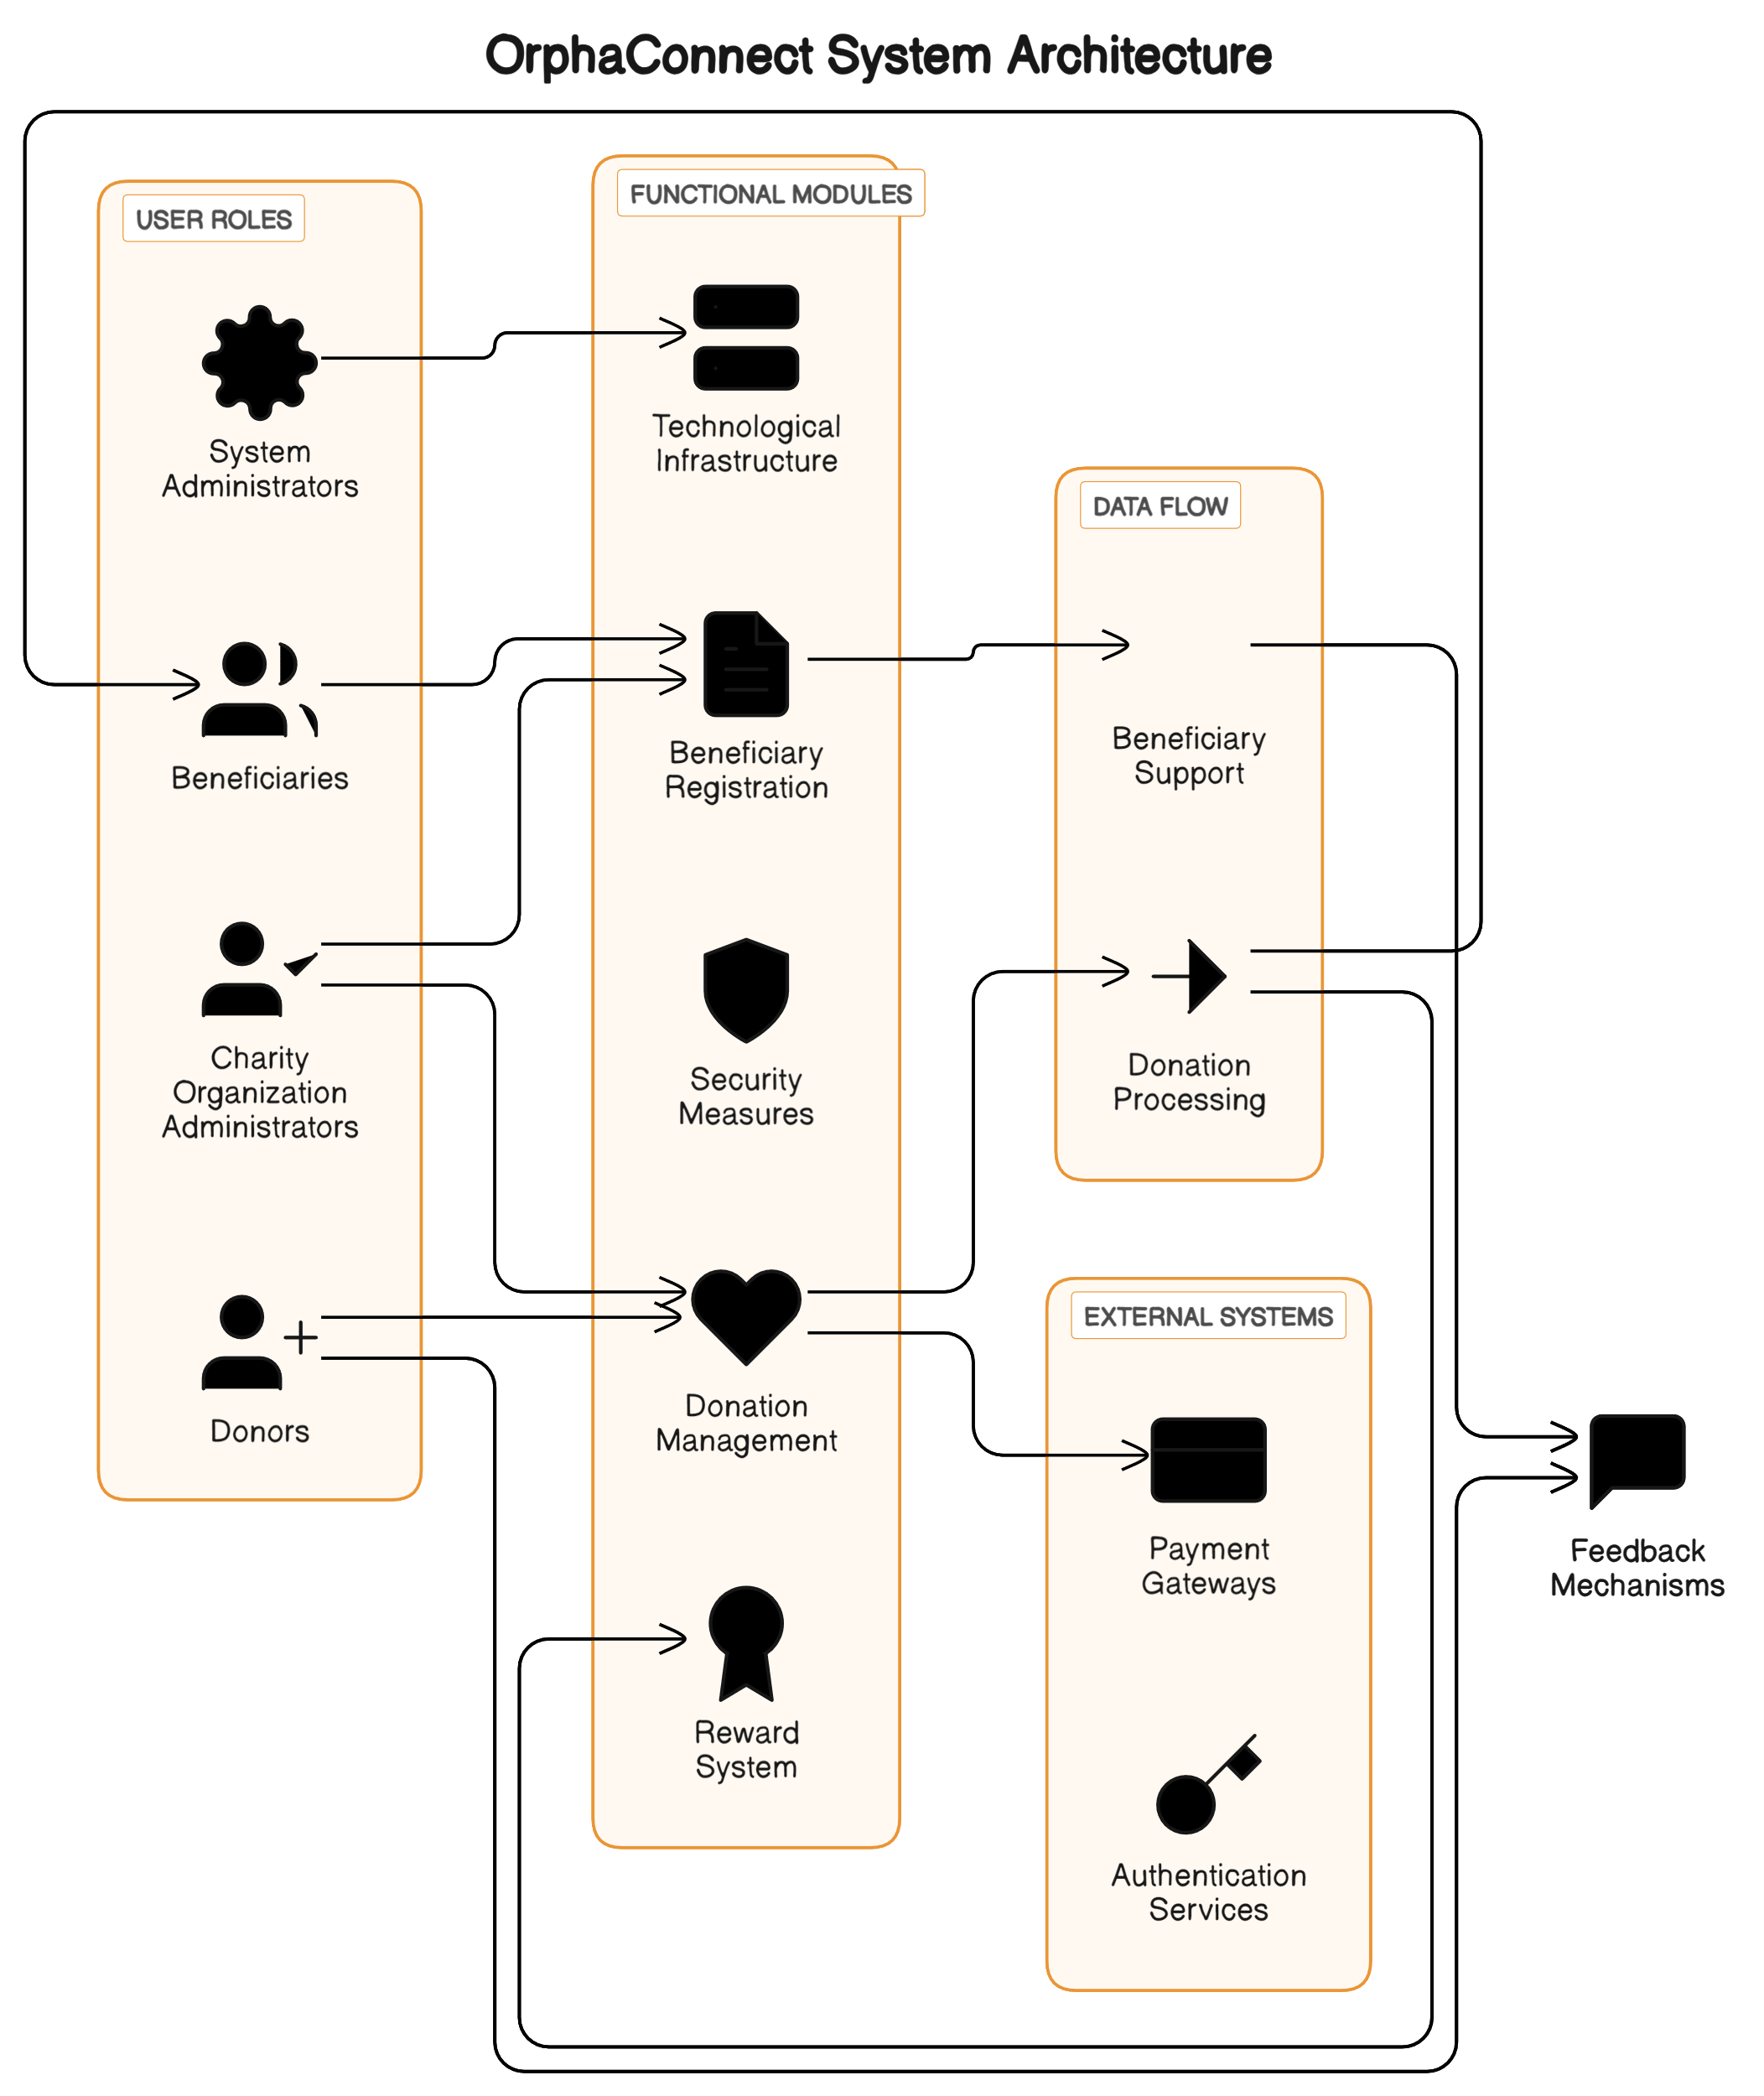 OrphaConnect System Architecture
USER ROLES
System
Administrators
Beneficiaries
Charity
Organization
Administrators
Donors
FUNCTIONAL MODULES
Technological
Infrastructure
Beneficiary
Registration
Security
Measures
Donation
Management
Reward
System
DATA FLOW
Beneficiary
Support
Donation
Processing
EXTERNAL SYSTEMS
Payment
Gateways
Authentication
Services
Feedback
Mechanisms